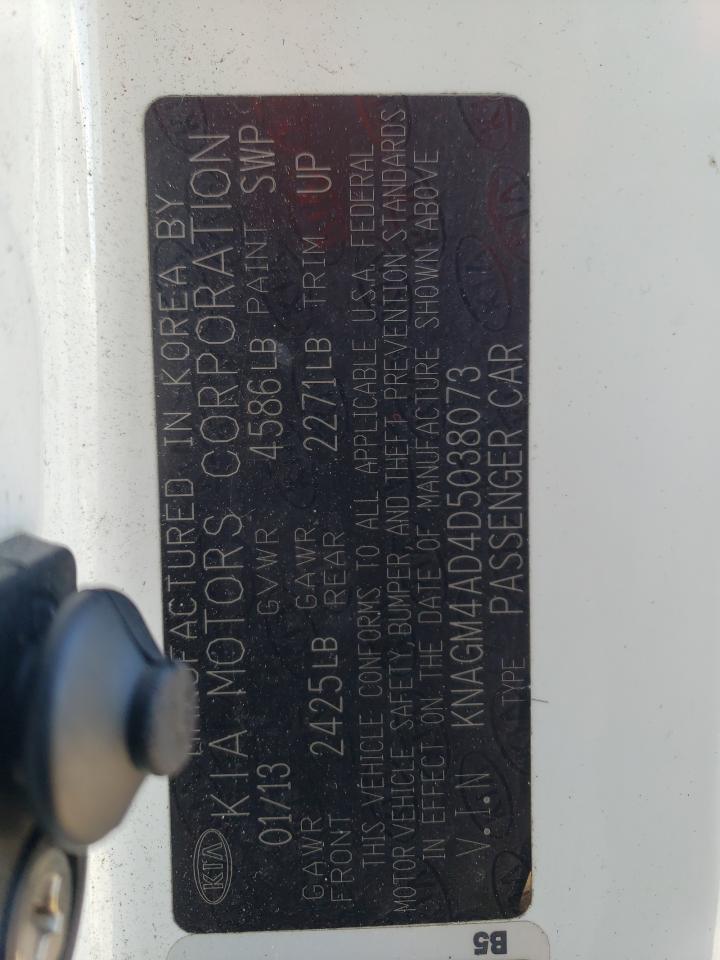 MANUFACTURED IN KOREA BY
KIA KIA MOTORS CORPORATION
01/13 GVWR 4586LB PAINT SWP
GAWR FRONT 2425LB GAWR REAR 2271LB TRIM UP
THIS VEHICLE CONFORMS TO ALL APPLICABLE U.S.A. FEDERAL
MOTOR VEHICLE SAFETY, BUMPER, AND THEFT PREVENTION STANDARDS
IN EFFECT ON THE DATE OF MANUFACTURE SHOWN ABOVE
V.I.N KNAGM4AD4D5038073
TYPE PASSENGER CAR
B5